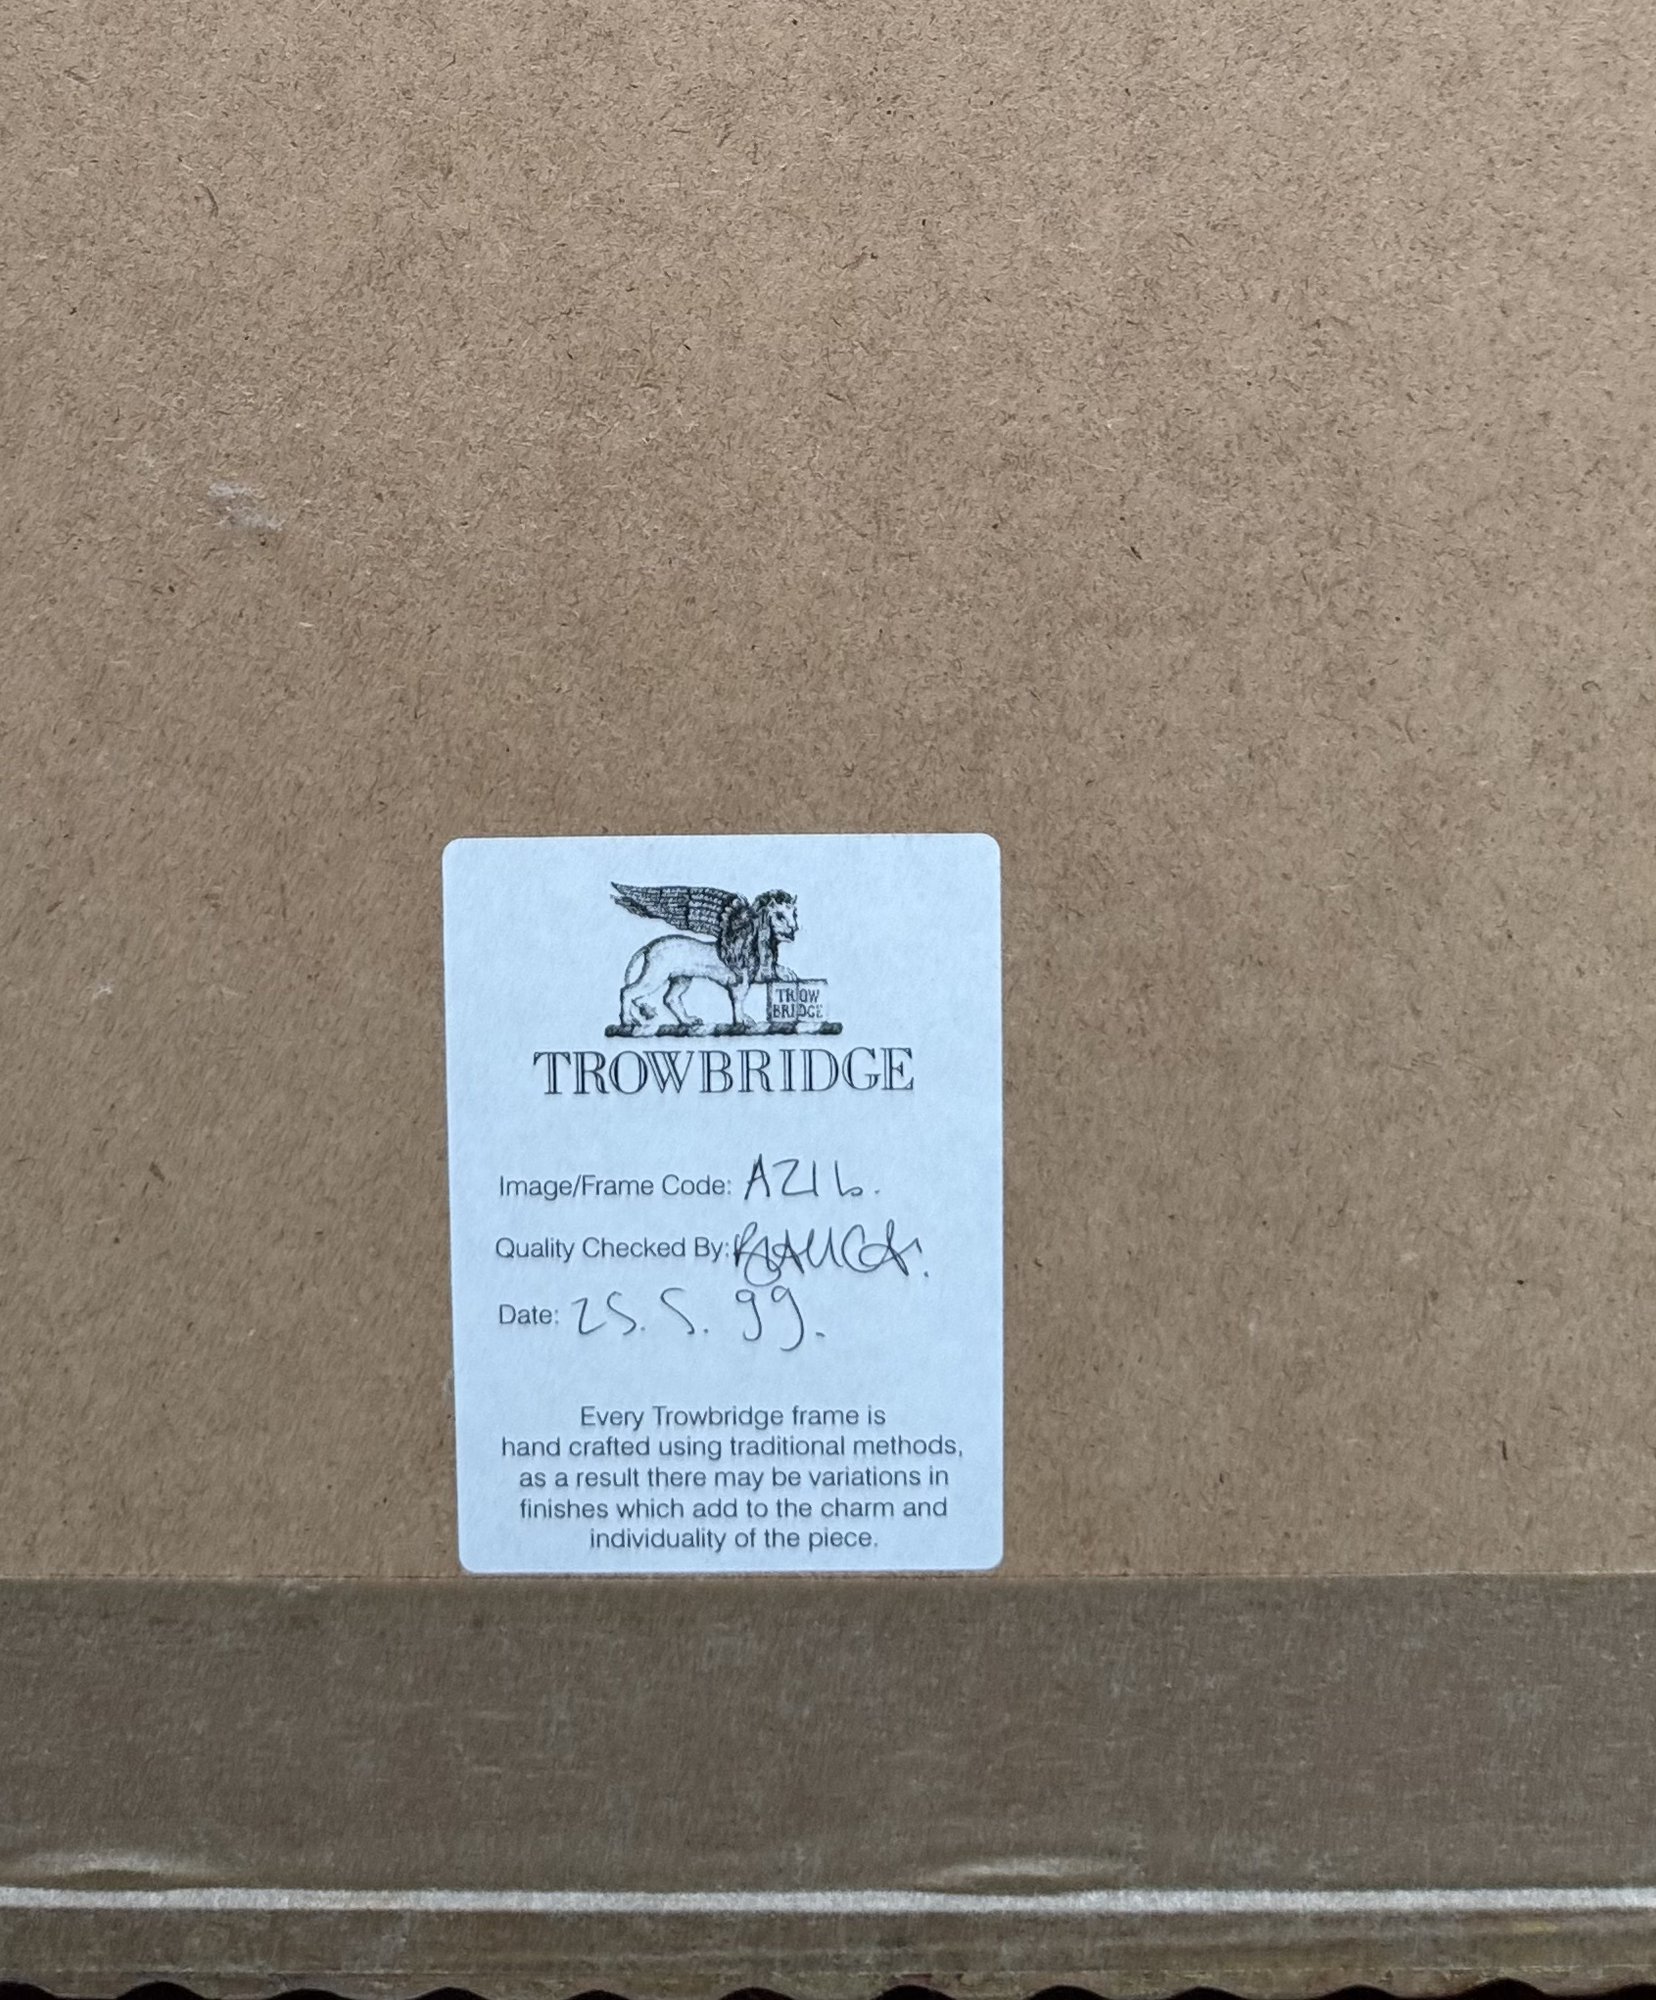 TROW
BRIDGE
TROWBRIDGE
Image/Frame Code: AZ16.
Quality Checked By:
Date: 25.5.99.
Every Trowbridge frame is
hand crafted using traditional methods,
as a result there may be variations in
finishes which add to the charm and
individuality of the piece.